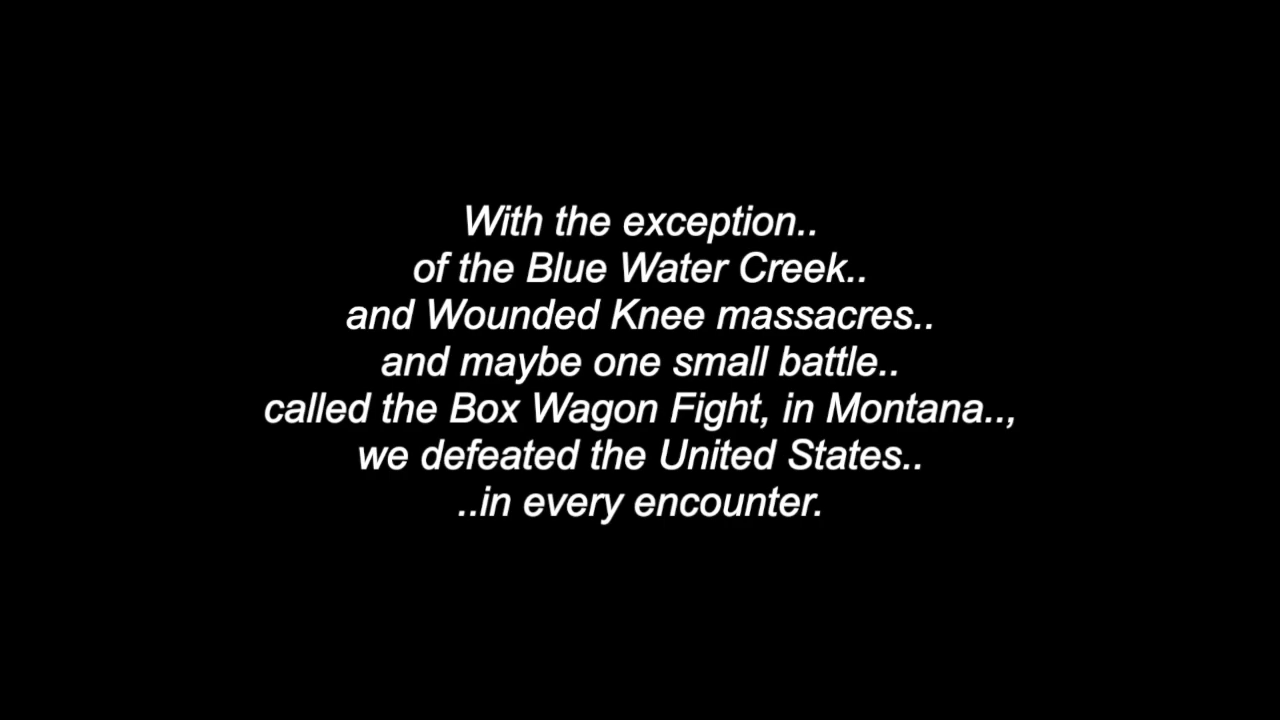 With the exception..
of the Blue Water Creek..
and Wounded Knee massacres..
and maybe one small battle..
called the Box Wagon Fight, in Montana..,
we defeated the United States..
..in every encounter.